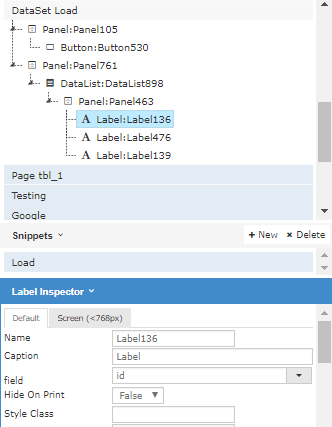 DataSet Load
Panel:Panel105
Button:Button530
Panel:Panel761
DataList:DataList898
Panel:Panel463
A Label:Label136
A Label:Label476
A Label:Label139
Page tbl_1
Testing
Google
Snippets + New × Delete
Load
Label Inspector
Default Screen (<768px)
Name Label136
Caption Label
field id
Hide On Print False
Style Class